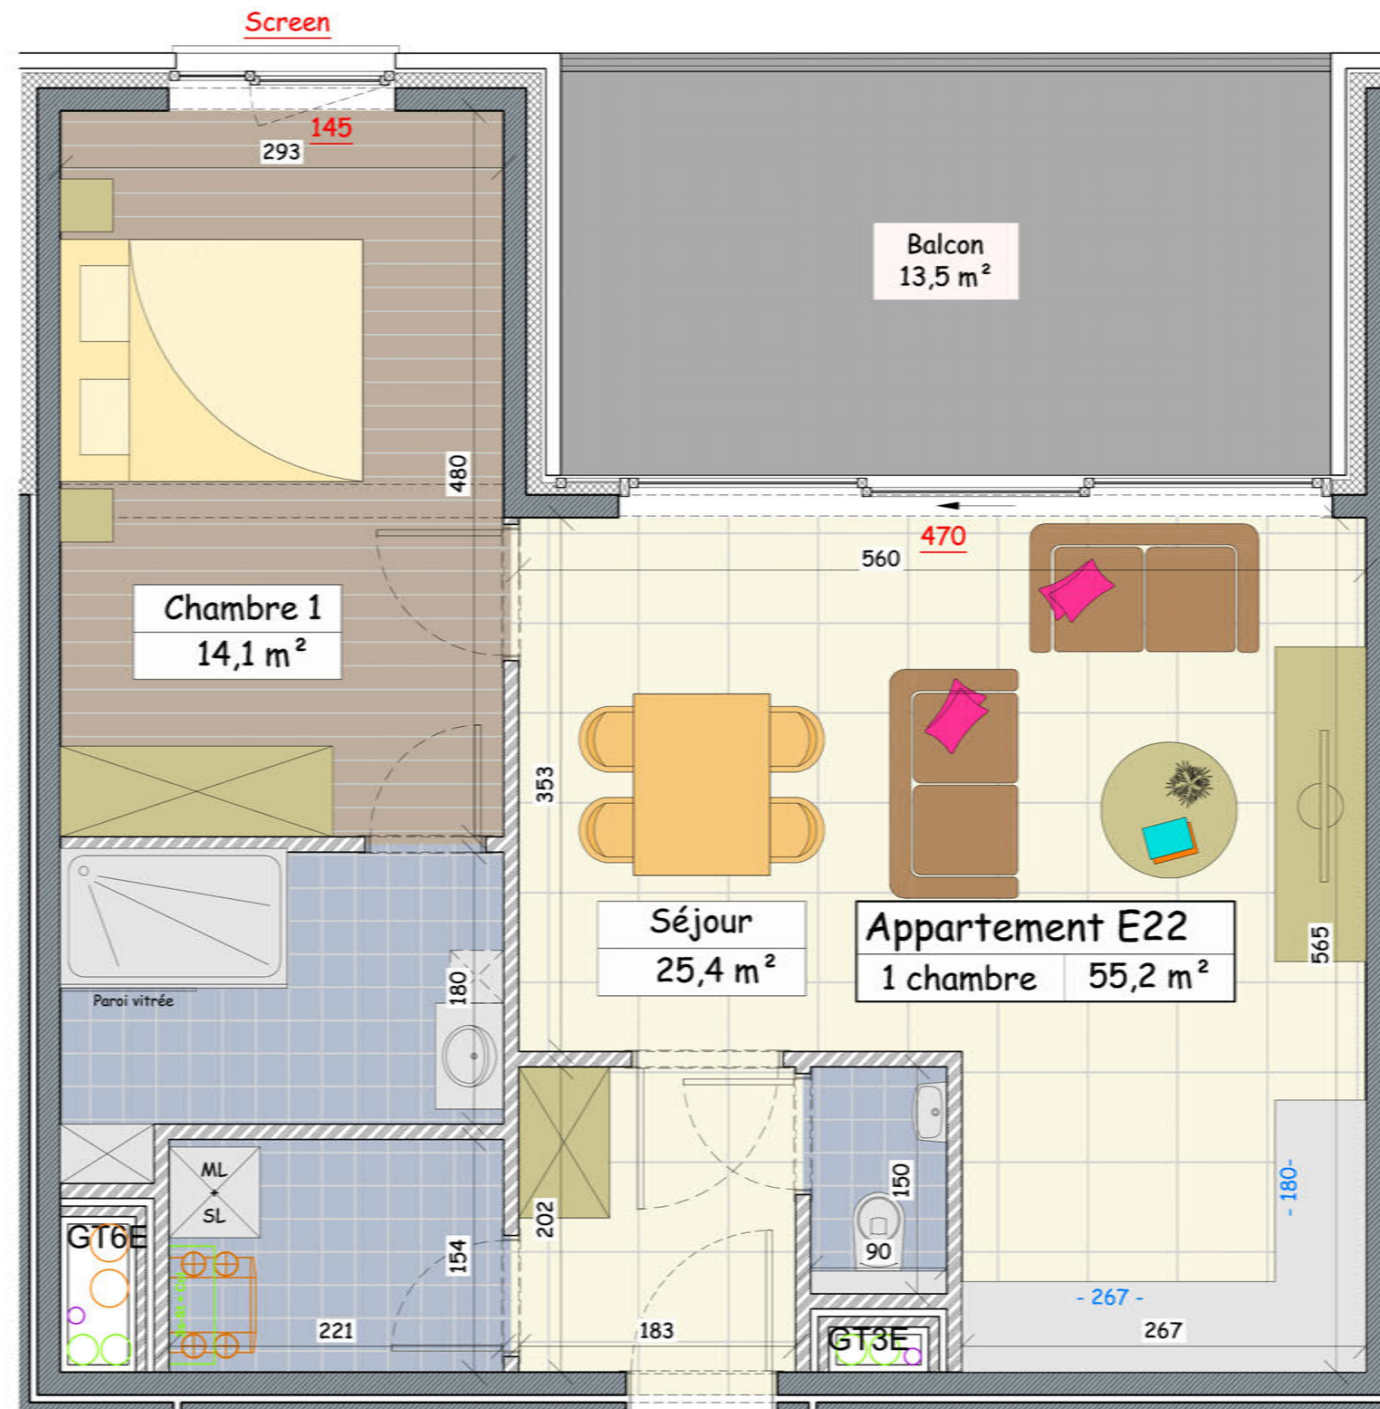 Screen
145
293
Balcon
13,5 m²
480
470
560
Chambre 1
14,1 m²
353
Séjour
25,4 m²
Appartement E22
1 chambre 55,2 m²
565
180
Paroi vitrée
ML
+
SL
202
150
- 180-
GT6E
154
90
- 267 -
221
183
GT3E
267